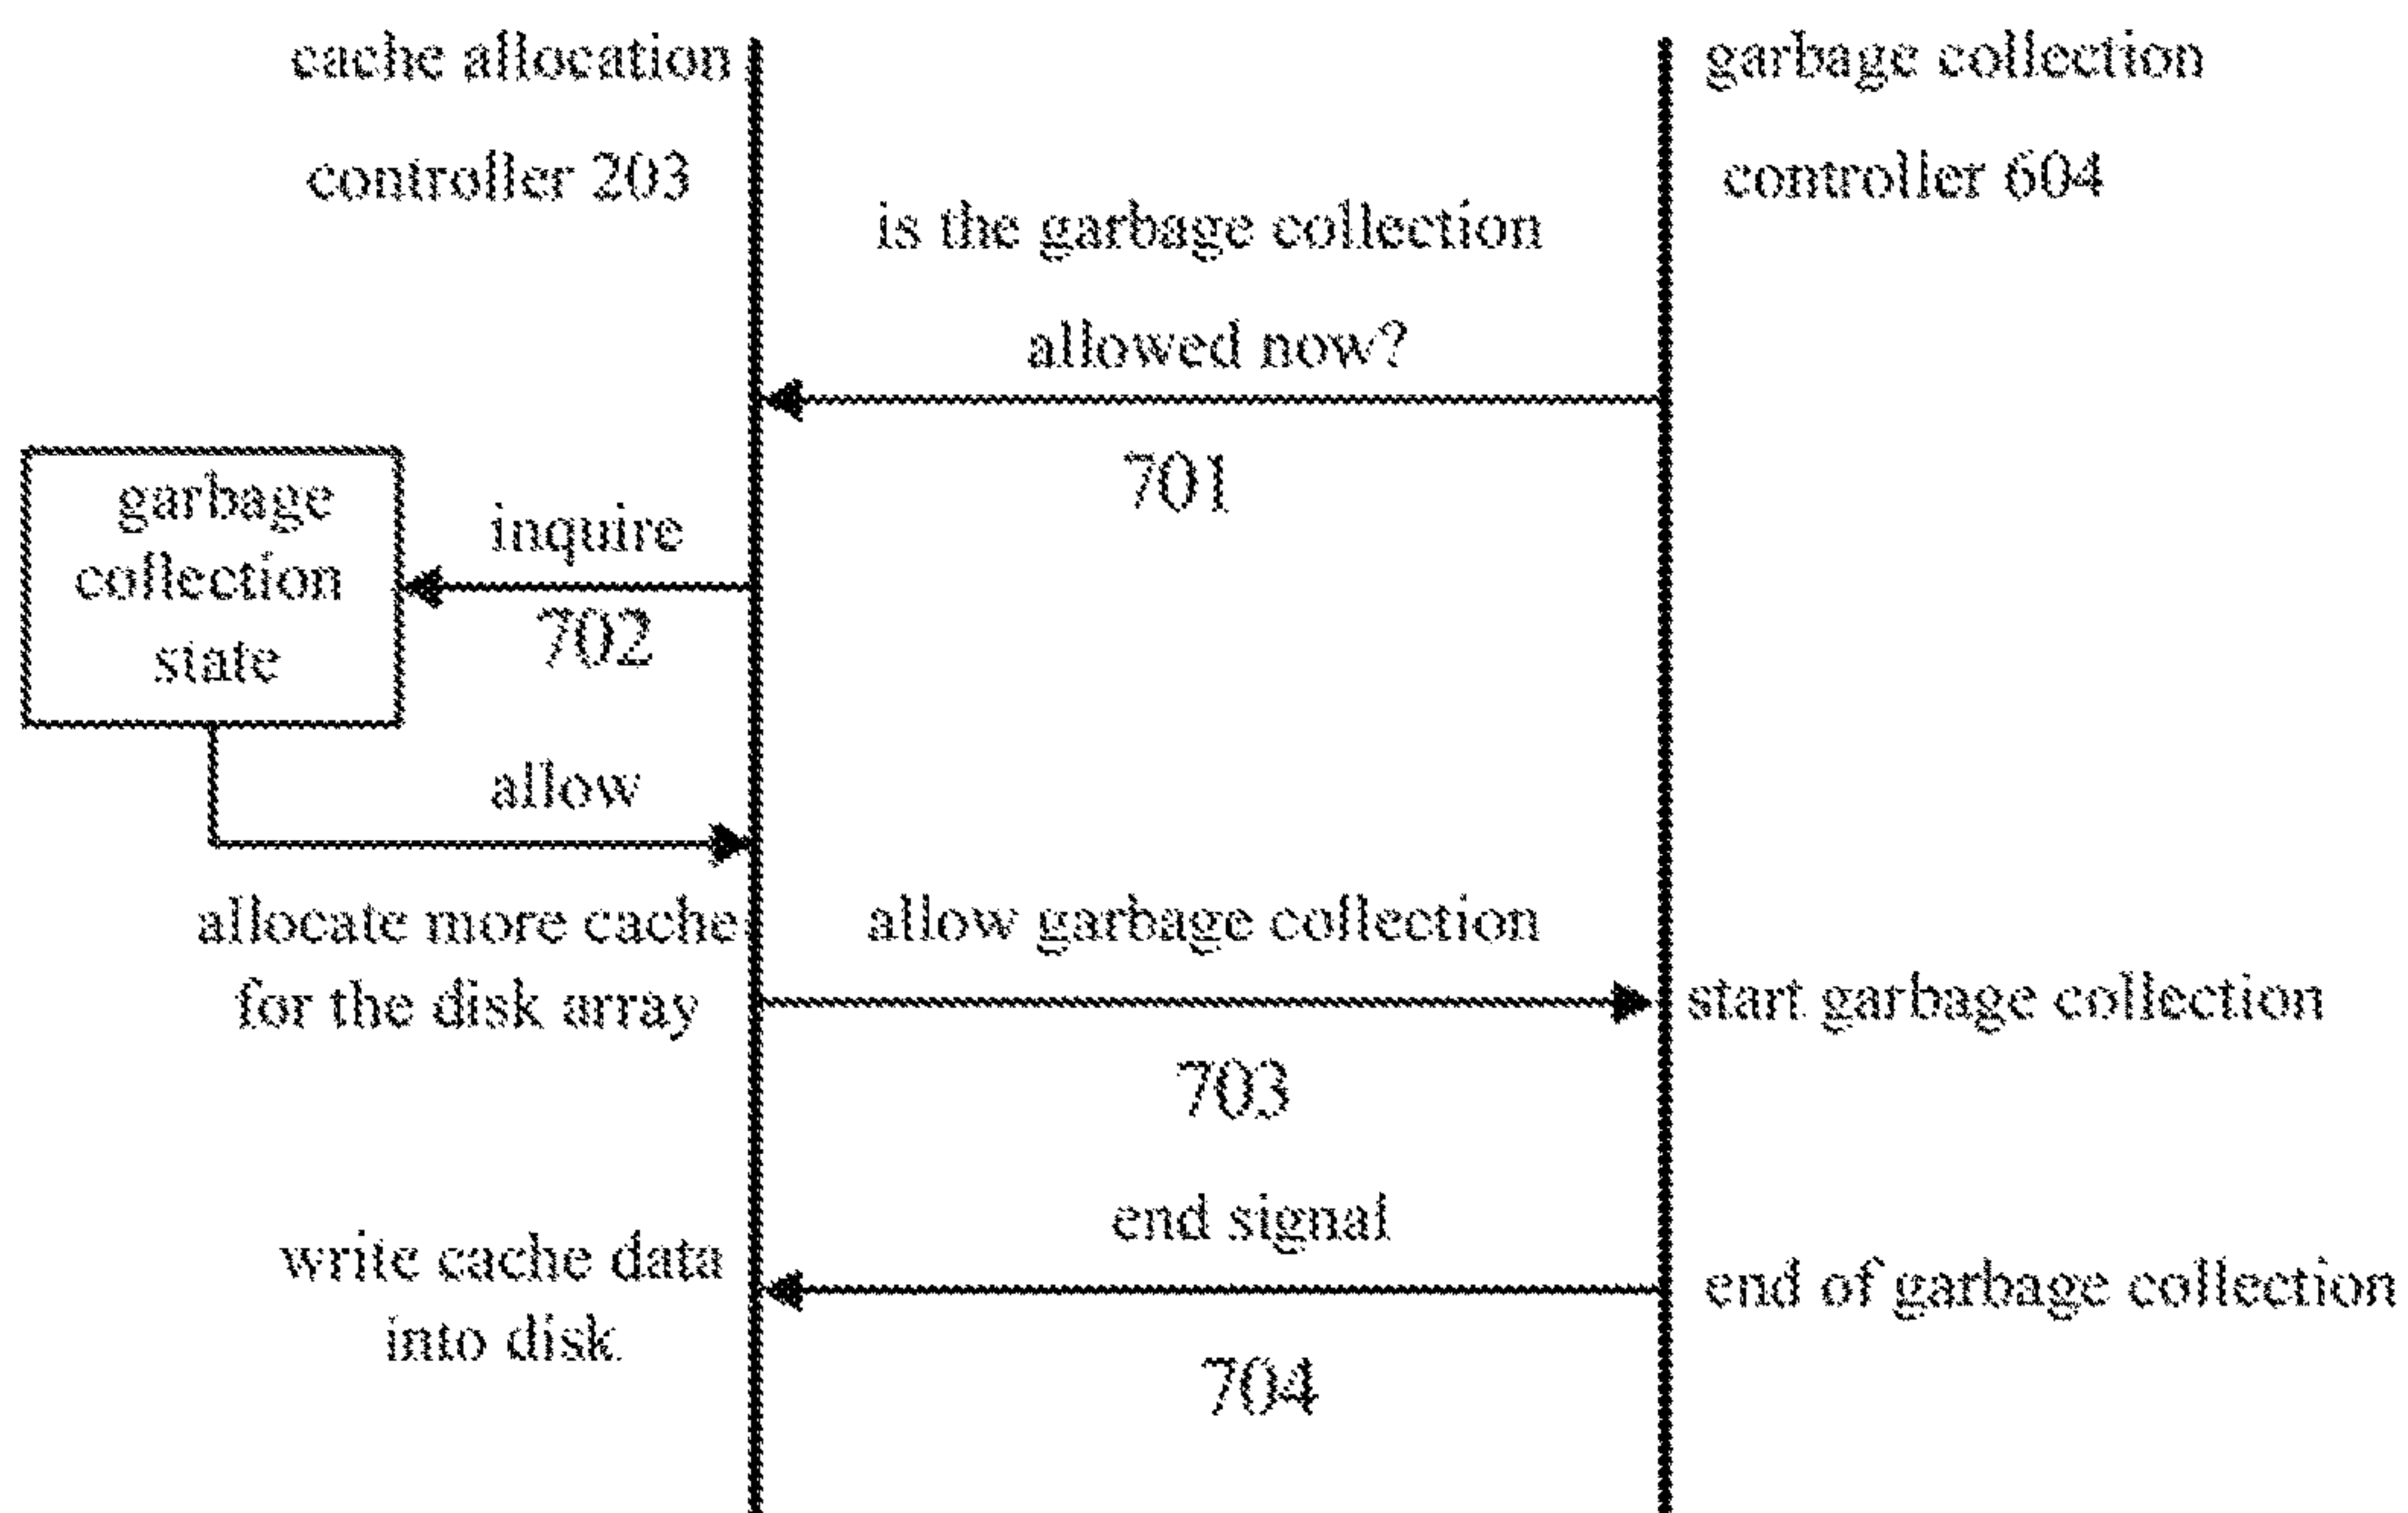 cache allocation
controller 203
garbage collection
controller 604
is the garbage collection
allowed now?
701
garbage
collection
state
inquire
702
allow
allocate more cache
for the disk array
allow garbage collection
703
start garbage collection
end signal
704
write cache data
into disk
end of garbage collection